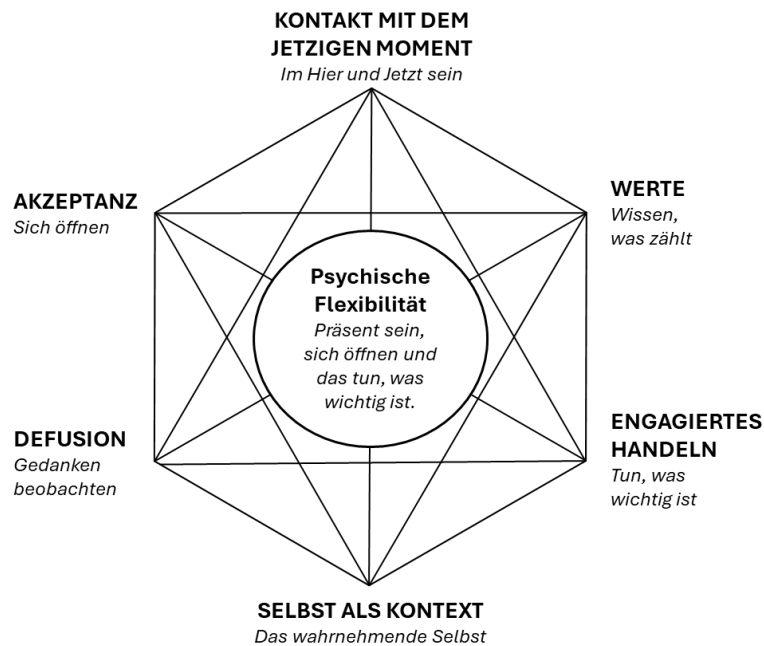 KONTAKT MIT DEM
JETZIGEN MOMENT
Im Hier und Jetzt sein
AKZEPTANZ
Sich öffnen
WERTE
Wissen,
was zählt
Psychische
Flexibilität
Präsent sein,
sich öffnen und
das tun, was
wichtig ist.
DEFUSION
Gedanken
beobachten
ENGAGIERTES
HANDELN
Tun, was
wichtig ist
SELBST ALS KONTEXT
Das wahrnehmende Selbst